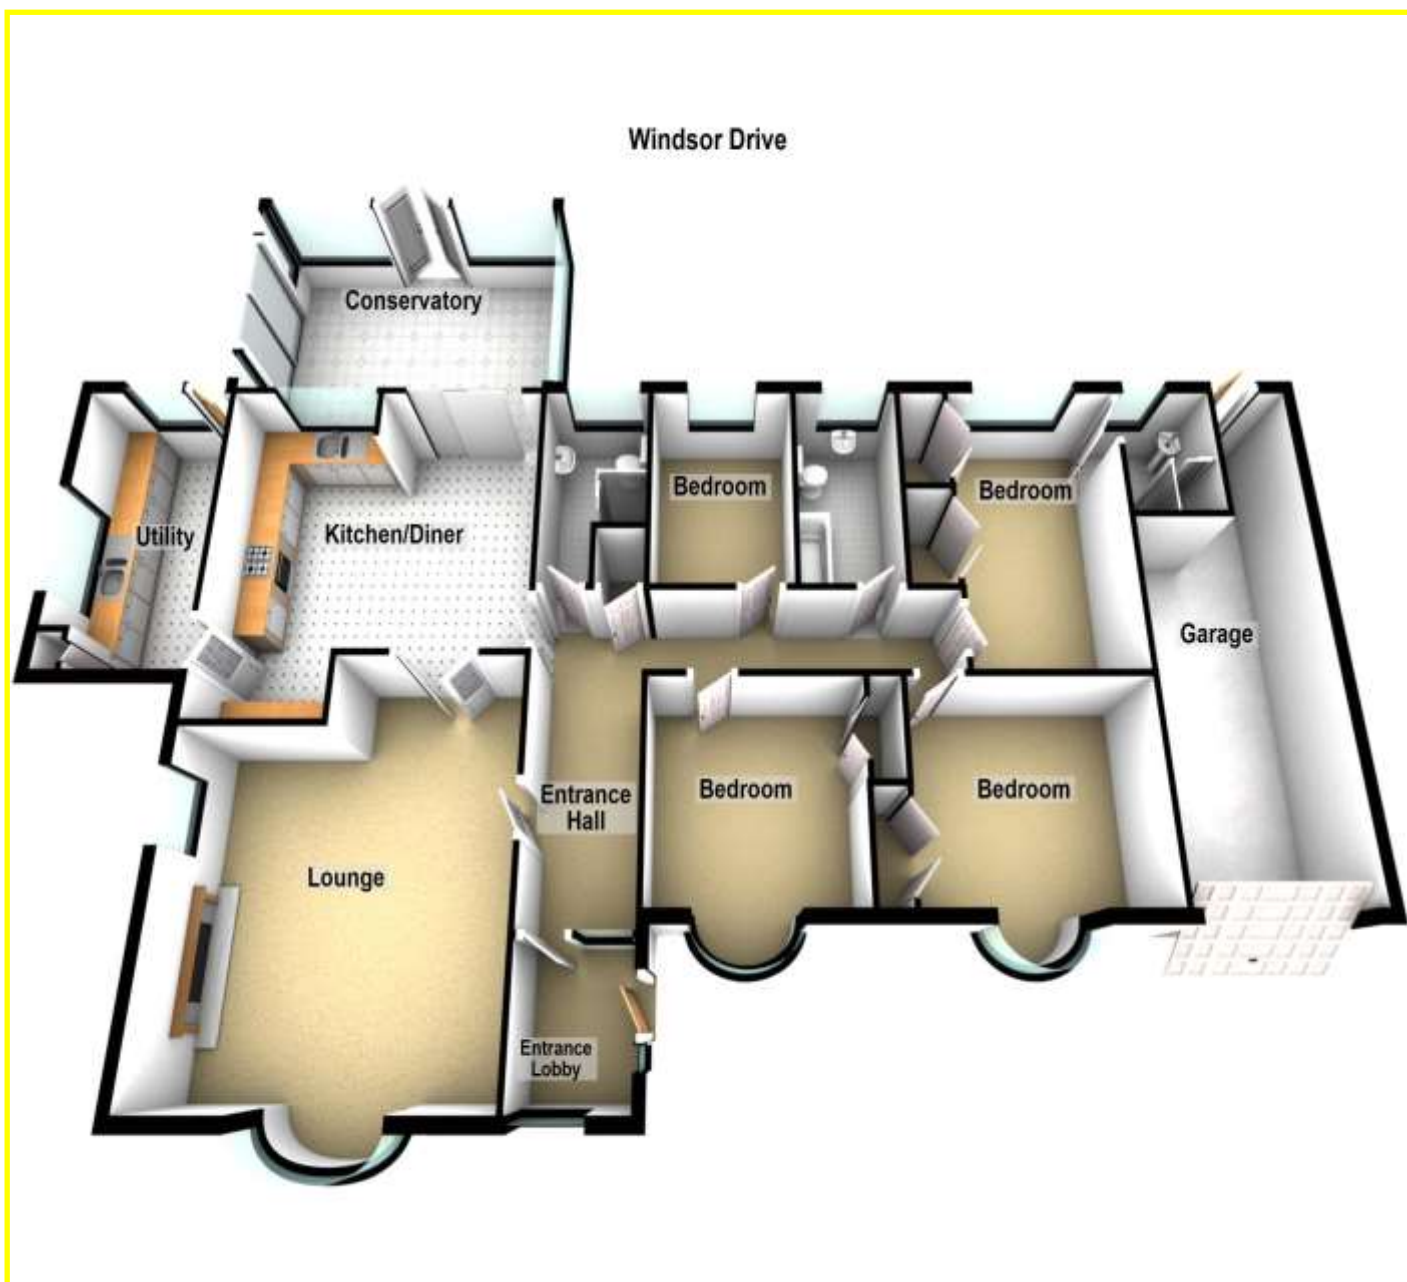 Windsor Drive
Conservatory
Bedroom
Bedroom
Utility
Kitchen/Diner
Garage
Bedroom
Bedroom
Entrance
Hall
Lounge
Entrance
Lobby